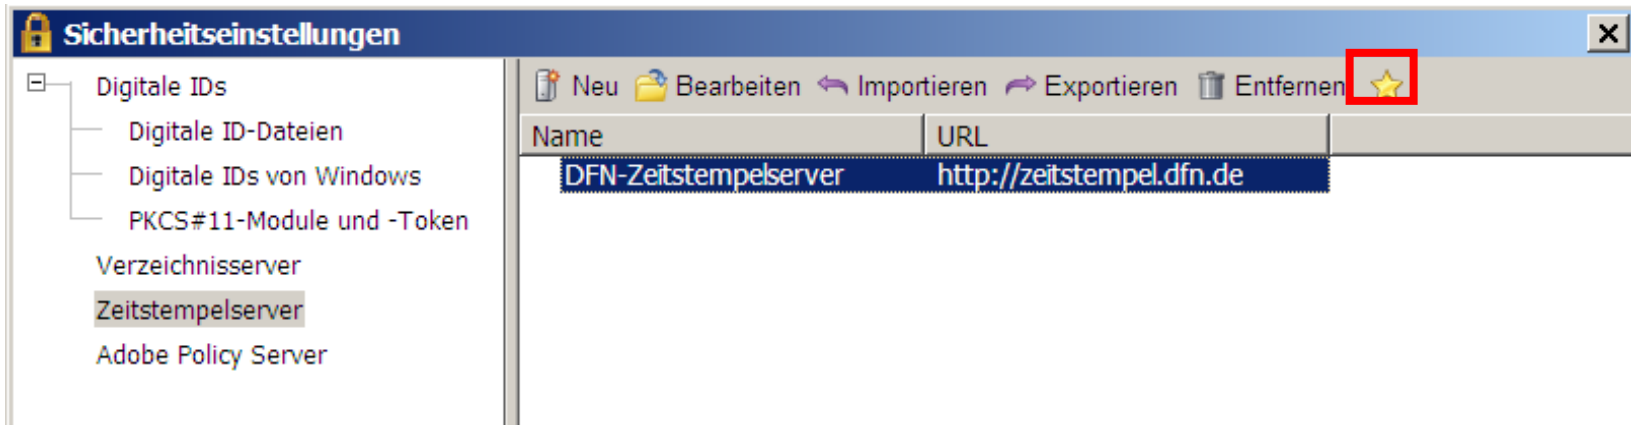 Sicherheitseinstellungen
Digitale IDs
Digitale ID-Dateien
Digitale IDs von Windows
PKCS#11-Module und -Token
Verzeichnisserver
Zeitstempelserver
Adobe Policy Server
Neu Bearbeiten Importieren Exportieren Entfernen
Name URL
DFN-Zeitstempelserver http://zeitstempel.dfn.de